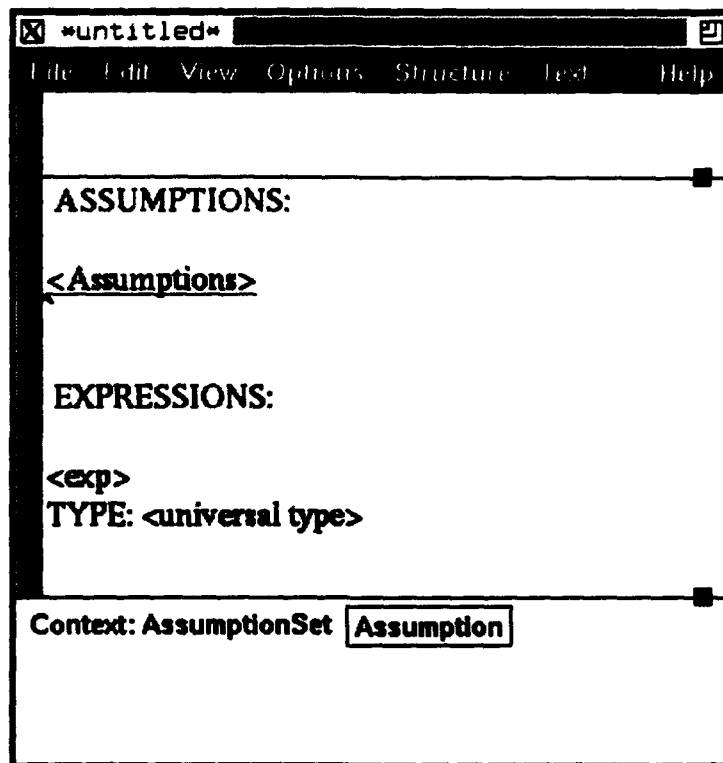 *untitled*
File Edit View Options Structure Text Help
ASSUMPTIONS:
<Assumptions>
EXPRESSIONS:
<exp>
TYPE: <universal type>
Context: AssumptionSet Assumption